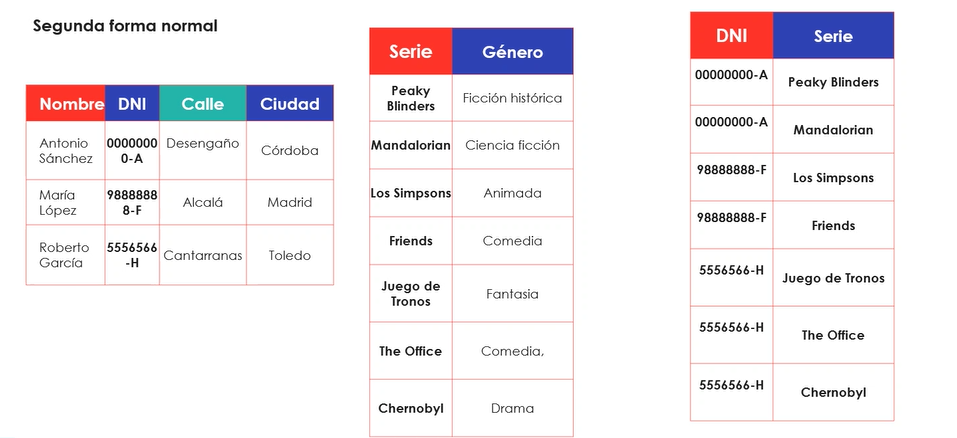 Segunda forma normal
Nombre DNI Calle Ciudad
Antonio Sánchez 00000000-A Desengaño Córdoba
María López 98888888-F Alcalá Madrid
Roberto García 5556566-H Cantarranas Toledo
Serie Género
Peaky Blinders Ficción histórica
Mandalorian Ciencia ficción
Los Simpsons Animada
Friends Comedia
Juego de Tronos Fantasia
The Office Comedia,
Chernobyl Drama
DNI Serie
00000000-A Peaky Blinders
00000000-A Mandalorian
98888888-F Los Simpsons
98888888-F Friends
5556566-H Juego de Tronos
5556566-H The Office
5556566-H Chernobyl